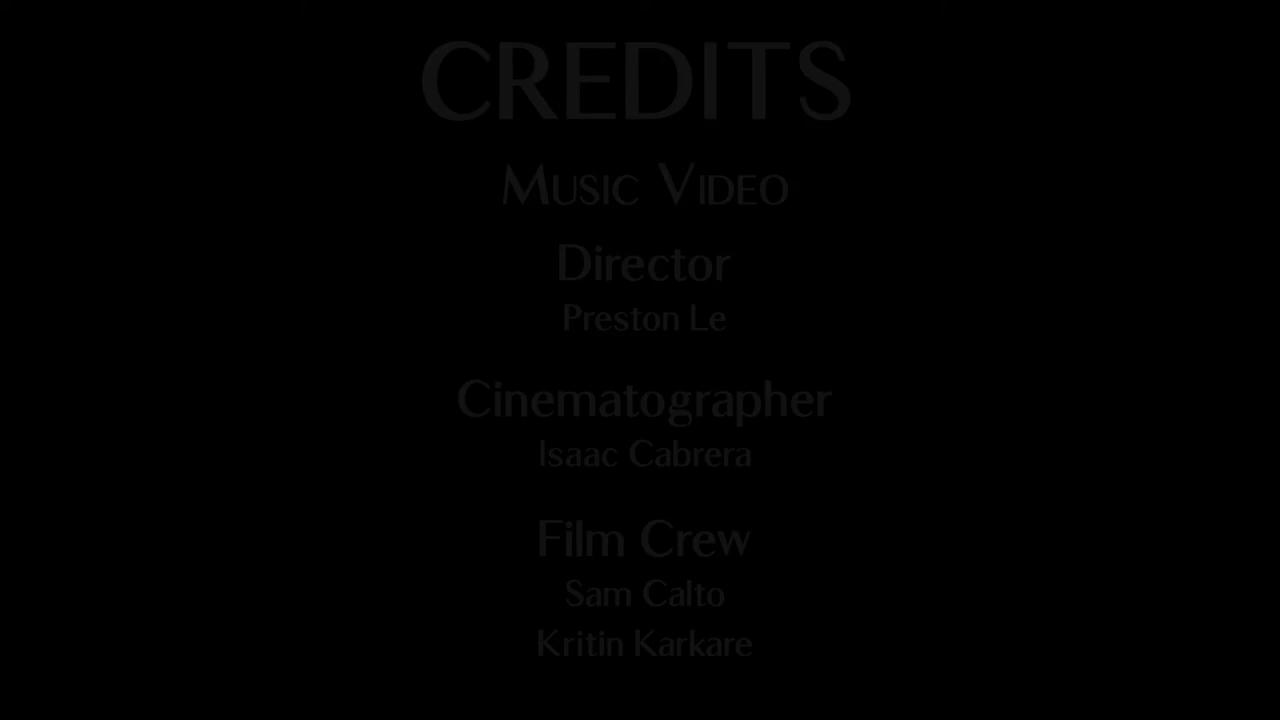 CREDITS
MUSIC VIDEO
Director
Preston Le
Cinematographer
Isaac Cabrera
Film Crew
Sam Calto
Kritin Karkare